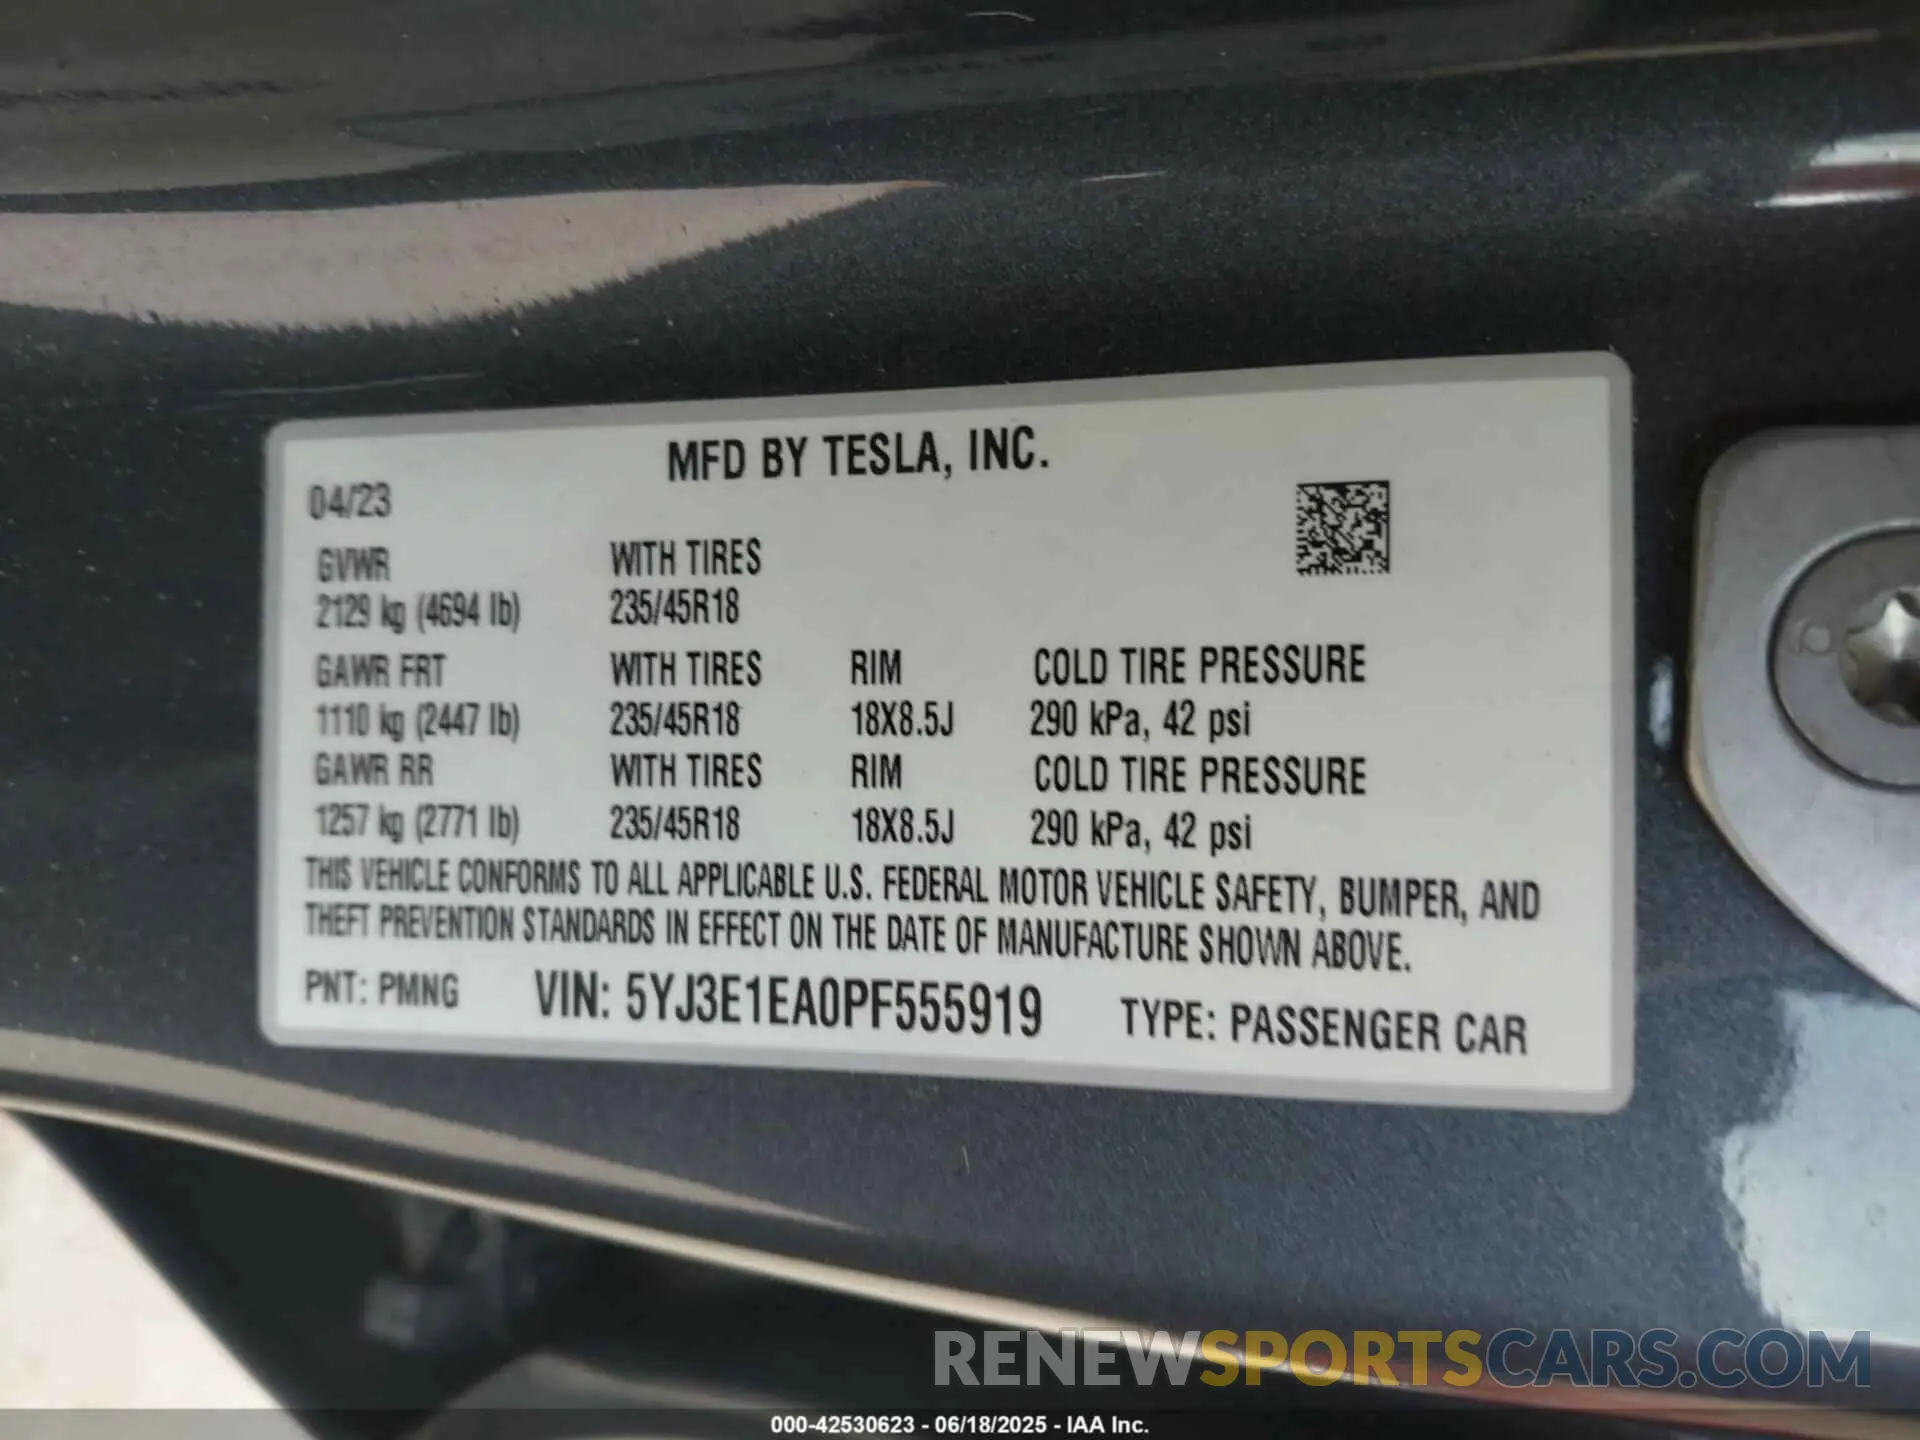 MFD BY TESLA, INC.
04/23
GVWR WITH TIRES
2129 kg (4694 lb) 235/45R18
GAWR FRT WITH TIRES RIM COLD TIRE PRESSURE
1110 kg (2447 lb) 235/45R18 18X8.5J 290 kPa, 42 psi
GAWR RR WITH TIRES RIM COLD TIRE PRESSURE
1257 kg (2771 lb) 235/45R18 18X8.5J 290 kPa, 42 psi
THIS VEHICLE CONFORMS TO ALL APPLICABLE U.S. FEDERAL MOTOR VEHICLE SAFETY, BUMPER, AND
THEFT PREVENTION STANDARDS IN EFFECT ON THE DATE OF MANUFACTURE SHOWN ABOVE.
PNT: PMNG VIN: 5YJ3E1EA0PF555919 TYPE: PASSENGER CAR
RENEWSPORTSCARS.COM
000-42530623 - 06/18/2025 - IAA Inc.